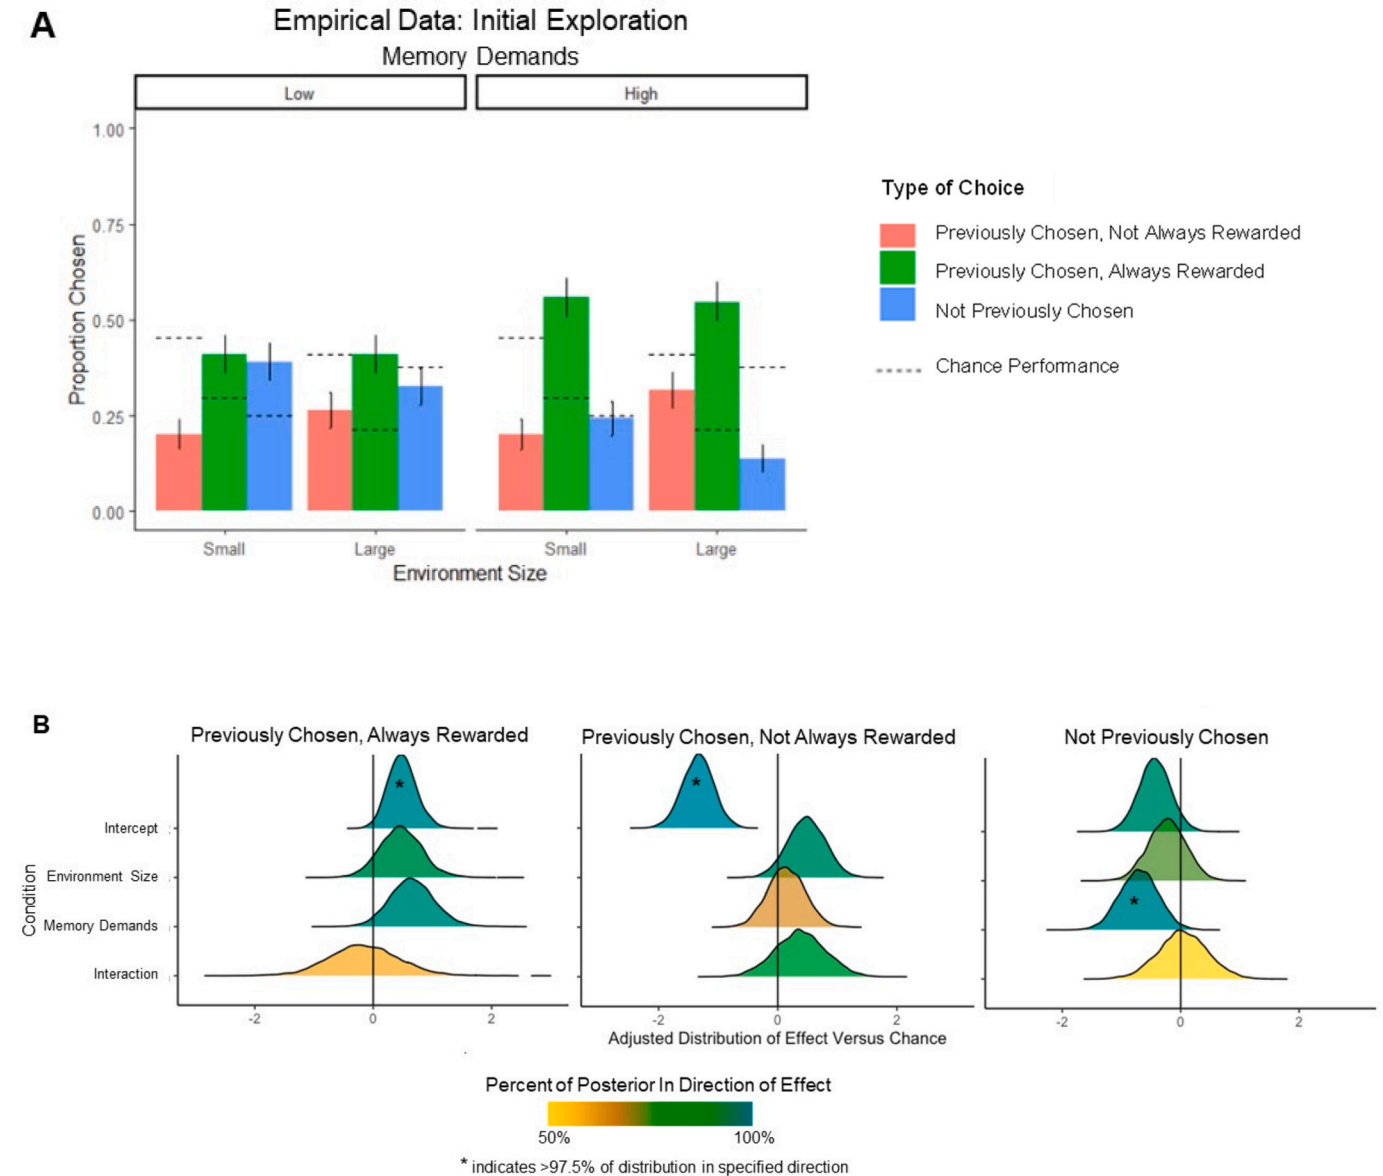 A
Empirical Data: Initial Exploration
Memory Demands
Low
High
1.00
0.75
0.50
0.25
0.00
Proportion Chosen
Small
Large
Small
Large
Environment Size
Type of Choice
Previously Chosen, Not Always Rewarded
Previously Chosen, Always Rewarded
Not Previously Chosen
Chance Performance
B
Previously Chosen, Always Rewarded
Previously Chosen, Not Always Rewarded
Not Previously Chosen
Condition
Intercept
Environment Size
Memory Demands
Interaction
*
*
*
-2 0 2
-2 0 2
-2 0 2
Adjusted Distribution of Effect Versus Chance
Percent of Posterior In Direction of Effect
50% 100%
* indicates >97.5% of distribution in specified direction